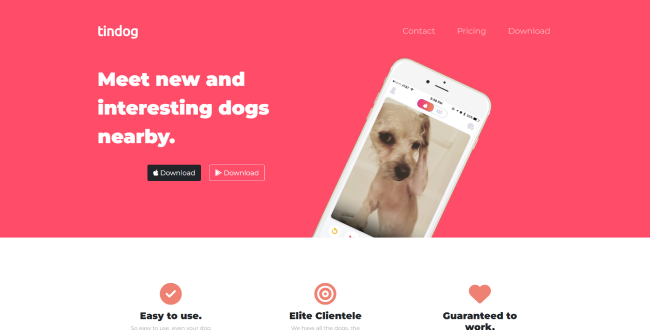 tindog
Contact
Pricing
Download
Meet new and
interesting dogs
nearby.
Download
Download
Easy to use.
Elite Clientele
Guaranteed to
work.
So easy to use, even your dog
We have all the dogs, the